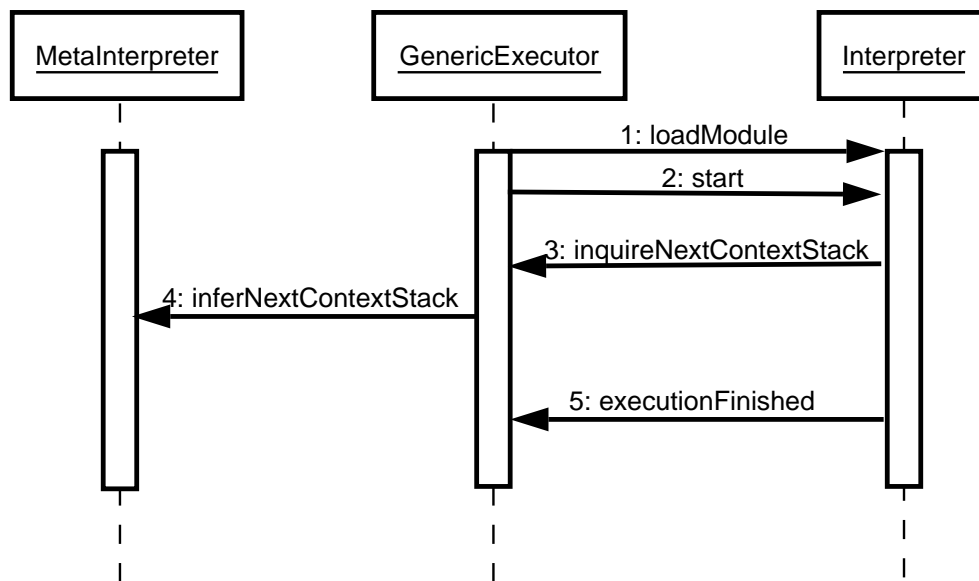 MetaInterpreter
GenericExecutor
Interpreter
1: loadModule
2: start
3: inquireNextContextStack
4: inferNextContextStack
5: executionFinished